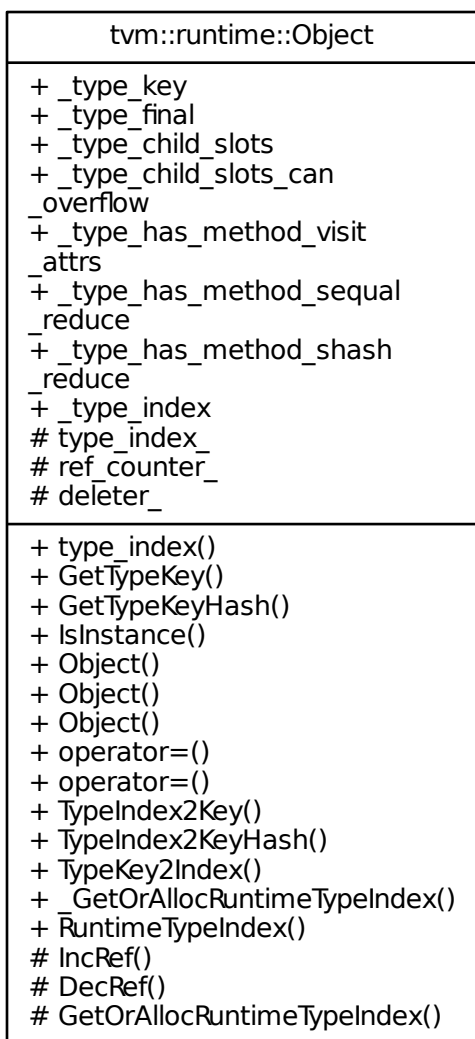 tvm::runtime::Object
+ _type_key
+ _type_final
+ _type_child_slots
+ _type_child_slots_can
_overflow
+ _type_has_method_visit
_attrs
+ _type_has_method_sequal
_reduce
+ _type_has_method_shash
_reduce
+ _type_index
# type_index_
# ref_counter_
# deleter_
+ type_index()
+ GetTypeKey()
+ GetTypeKeyHash()
+ IsInstance()
+ Object()
+ Object()
+ Object()
+ operator=()
+ operator=()
+ TypeIndex2Key()
+ TypeIndex2KeyHash()
+ TypeKey2Index()
+ _GetOrAllocRuntimeTypeIndex()
+ RuntimeTypeIndex()
# IncRef()
# DecRef()
# GetOrAllocRuntimeTypeIndex()